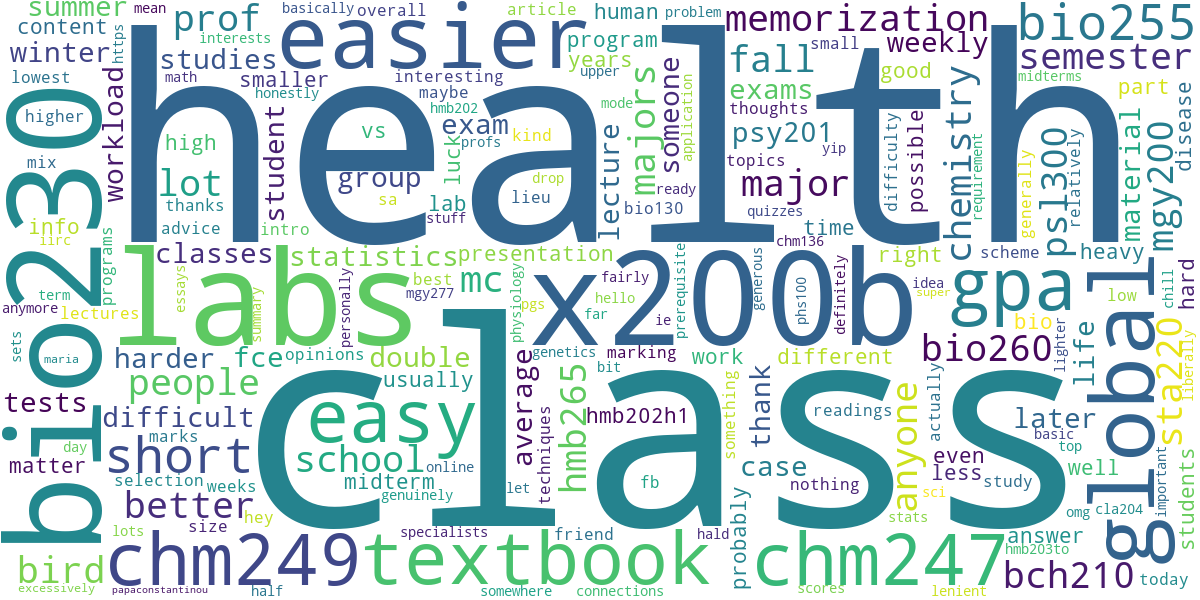 summer
prof
basically
overall
article
human
problem
easier
memorization
bio255
mean
https
content
interests
program
small
weekly
winter
studies
years
upper
fall
good
semester
lowest
workload
smaller
interesting
math
maybe
majors
someone
exams
midterms
part
higher
honestly
hmb202
mode
thoughts
health
high
vs
exam
profs
kind
application
psy201
yip
difficulty
possible
chemistry
requirement
generally
psl300
relatively
material
mgy200
disease
mix
student
group
luck
lecture
topics
lot
thanks
sa
lab
drop
lieu
ready
major
quizzes
bio130
info
iirc
advice
intro
stuff
time
chm136
programs
classes
statistics
presentation
right
scheme
heavy
bio230
term
essays
labs
personally
best
mc
mgy277
physiology
fairly
hello
far
ie
x200b
prerequisite
generous
phs100
definitely
idea
super
gpa
low
chill
hard
anymore
lectures
summary
pgs
global
sets
maria
harder
fce
opinions
double
genetics
marking
work
different
bio260
bio
lighter
life
sta220
liberally
bit
people
usually
average
hmb265
something
thank
readings
anyone
actually
later
basic
top
tests
difficult
easy
class
hmb202h1
day
marks
matter
short
school
online
techniques
case
even
less
study
well
important
students
selection
weeks
midterm
genuinely
let
fb
nothing
sci
omg
cla204
better
size
hey
stats
lots
specialists
friend
hald
probably
answer
hmb203to
bird
chm249
textbook
chm247
bch210
today
excessively
papaconstantinou
half
somewhere
connections
scores
lenient